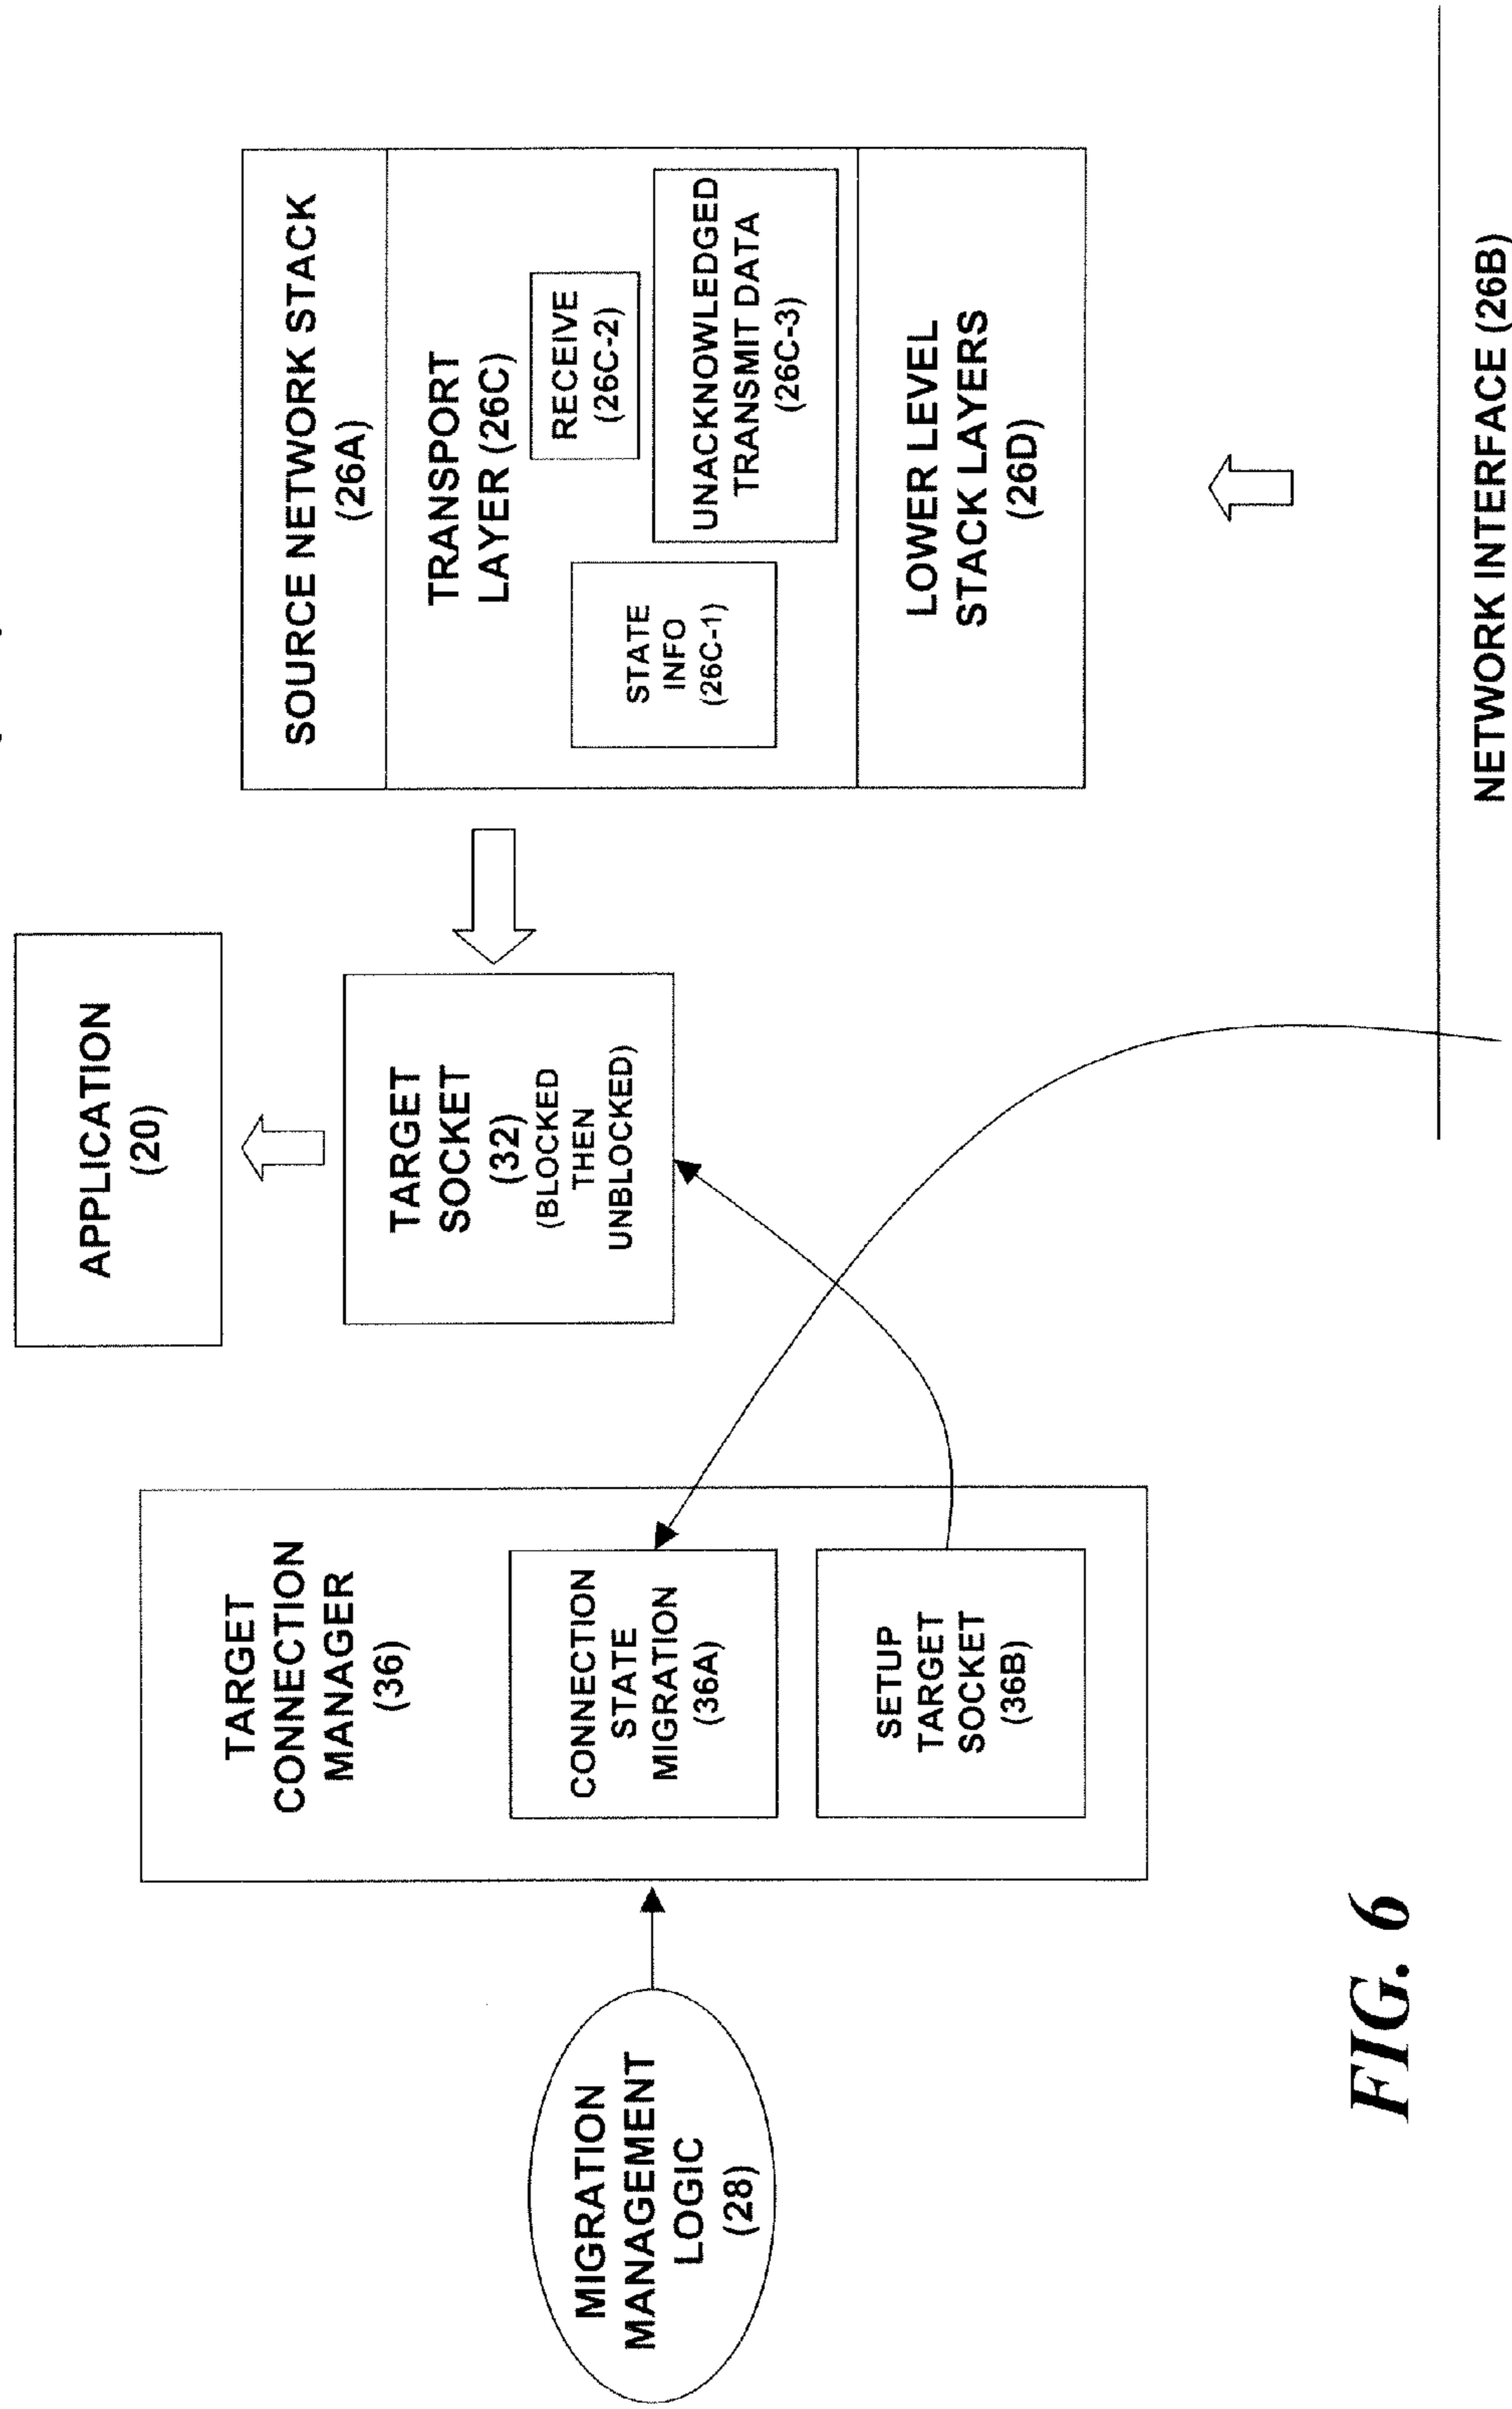 MIGRATION
MANAGEMENT
LOGIC
(28)
TARGET
CONNECTION
MANAGER
(36)
CONNECTION
STATE
MIGRATION
(36A)
SETUP
TARGET
SOCKET
(36B)
APPLICATION
(20)
TARGET
SOCKET
(32)
(BLOCKED
THEN
UNBLOCKED)
SOURCE NETWORK STACK
(26A)
TRANSPORT
LAYER (26C)
STATE
INFO
(26C-1)
RECEIVE
(26C-2)
UNACKNOWLEDGED
TRANSMIT DATA
(26C-3)
LOWER LEVEL
STACK LAYERS
(26D)
NETWORK INTERFACE (26B)
FIG. 6